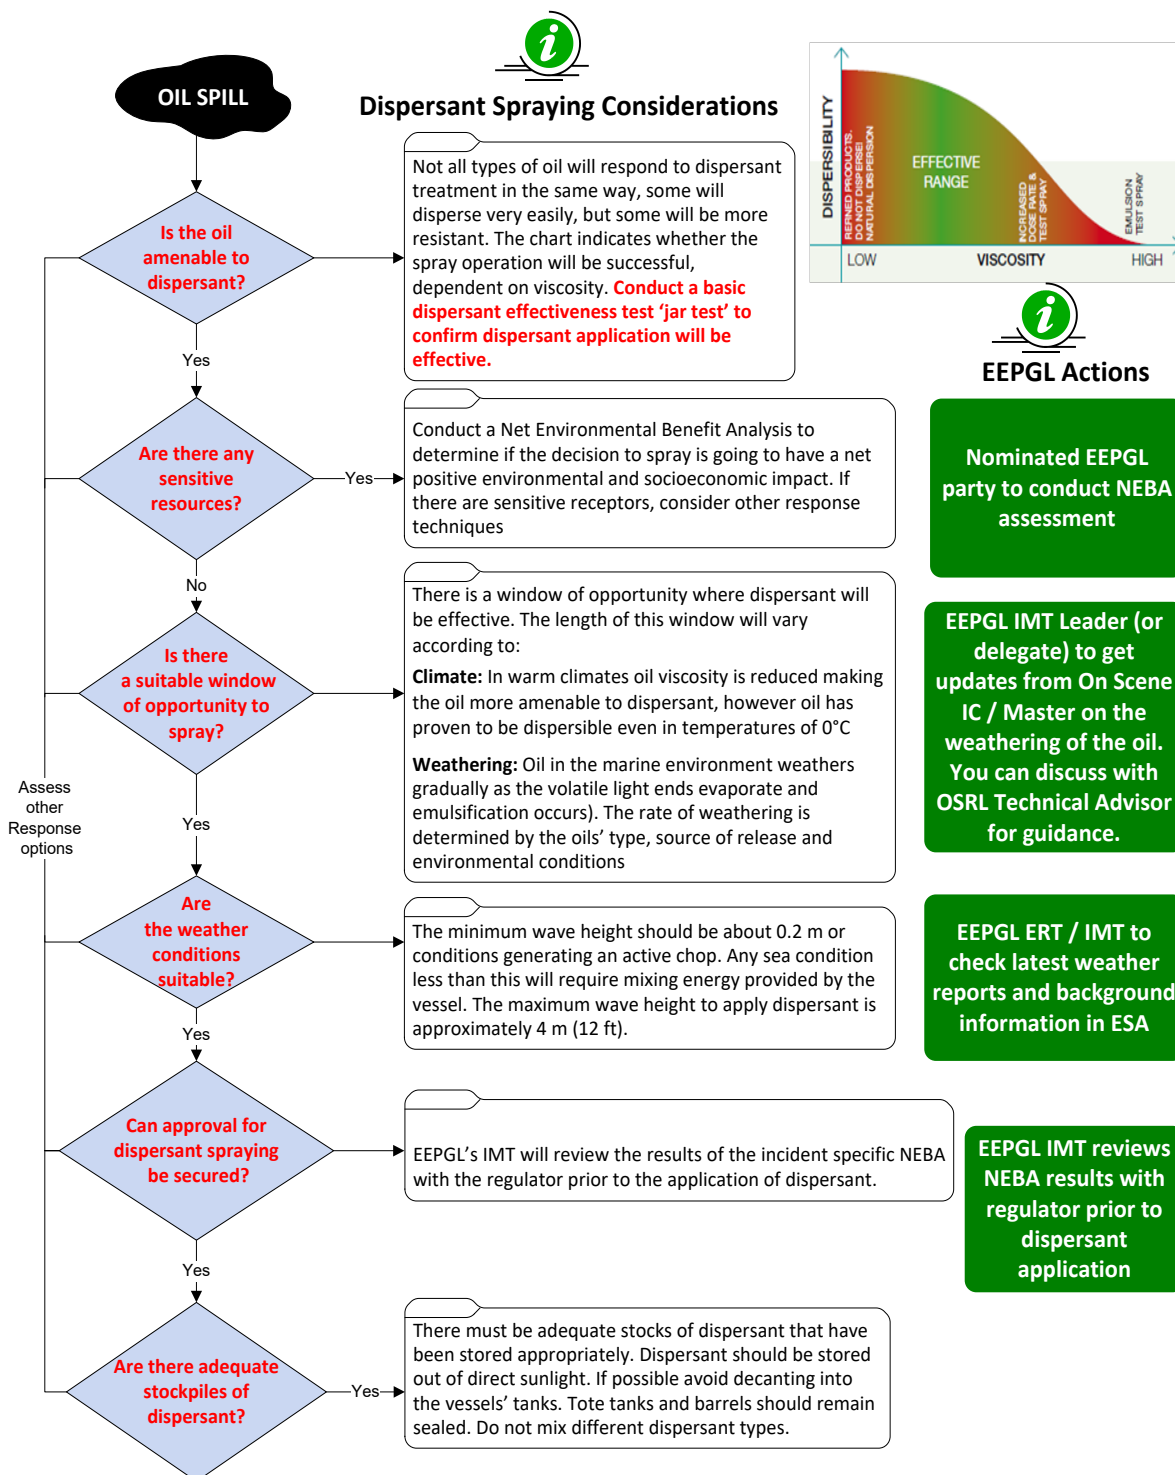 OIL SPILL
Dispersant Spraying Considerations
DISPERSIBILITY
REFINED PRODUCTS.
DO NOT DISPERSE!
NATURAL DISPERSION
EFFECTIVE
RANGE
INCREASED
DOSE RATE &
TEST SPRAY
EMULSION
TEST SPRAY
LOW
VISCOSITY
HIGH
Is the oil
amenable to
dispersant?
Not all types of oil will respond to dispersant
treatment in the same way, some will
disperse very easily, but some will be more
resistant. The chart indicates whether the
spray operation will be successful,
dependent on viscosity. Conduct a basic
dispersant effectiveness test ‘jar test’ to
confirm dispersant application will be
effective.
EEPGL Actions
Yes
Are there any
sensitive
resources?
Yes
Conduct a Net Environmental Benefit Analysis to
determine if the decision to spray is going to have a net
positive environmental and socioeconomic impact. If
there are sensitive receptors, consider other response
techniques
Nominated EEPGL
party to conduct NEBA
assessment
No
Is there
a suitable window
of opportunity to
spray?
There is a window of opportunity where dispersant will
be effective. The length of this window will vary
according to:
Climate: In warm climates oil viscosity is reduced making
the oil more amenable to dispersant, however oil has
proven to be dispersible even in temperatures of 0°C
Weathering: Oil in the marine environment weathers
gradually as the volatile light ends evaporate and
emulsification occurs). The rate of weathering is
determined by the oils’ type, source of release and
environmental conditions
EEPGL IMT Leader (or
delegate) to get
updates from On Scene
IC / Master on the
weathering of the oil.
You can discuss with
OSRL Technical Advisor
for guidance.
Assess
other
Response
options
Yes
Are
the weather
conditions
suitable?
The minimum wave height should be about 0.2 m or
conditions generating an active chop. Any sea condition
less than this will require mixing energy provided by the
vessel. The maximum wave height to apply dispersant is
approximately 4 m (12 ft).
EEPGL ERT / IMT to
check latest weather
reports and background
information in ESA
Yes
Can approval for
dispersant spraying
be secured?
EEPGL’s IMT will review the results of the incident specific NEBA
with the regulator prior to the application of dispersant.
EEPGL IMT reviews
NEBA results with
regulator prior to
dispersant
application
Yes
Are there adequate
stockpiles of
dispersant?
Yes
There must be adequate stocks of dispersant that have
been stored appropriately. Dispersant should be stored
out of direct sunlight. If possible avoid decanting into
the vessels’ tanks. Tote tanks and barrels should remain
sealed. Do not mix different dispersant types.